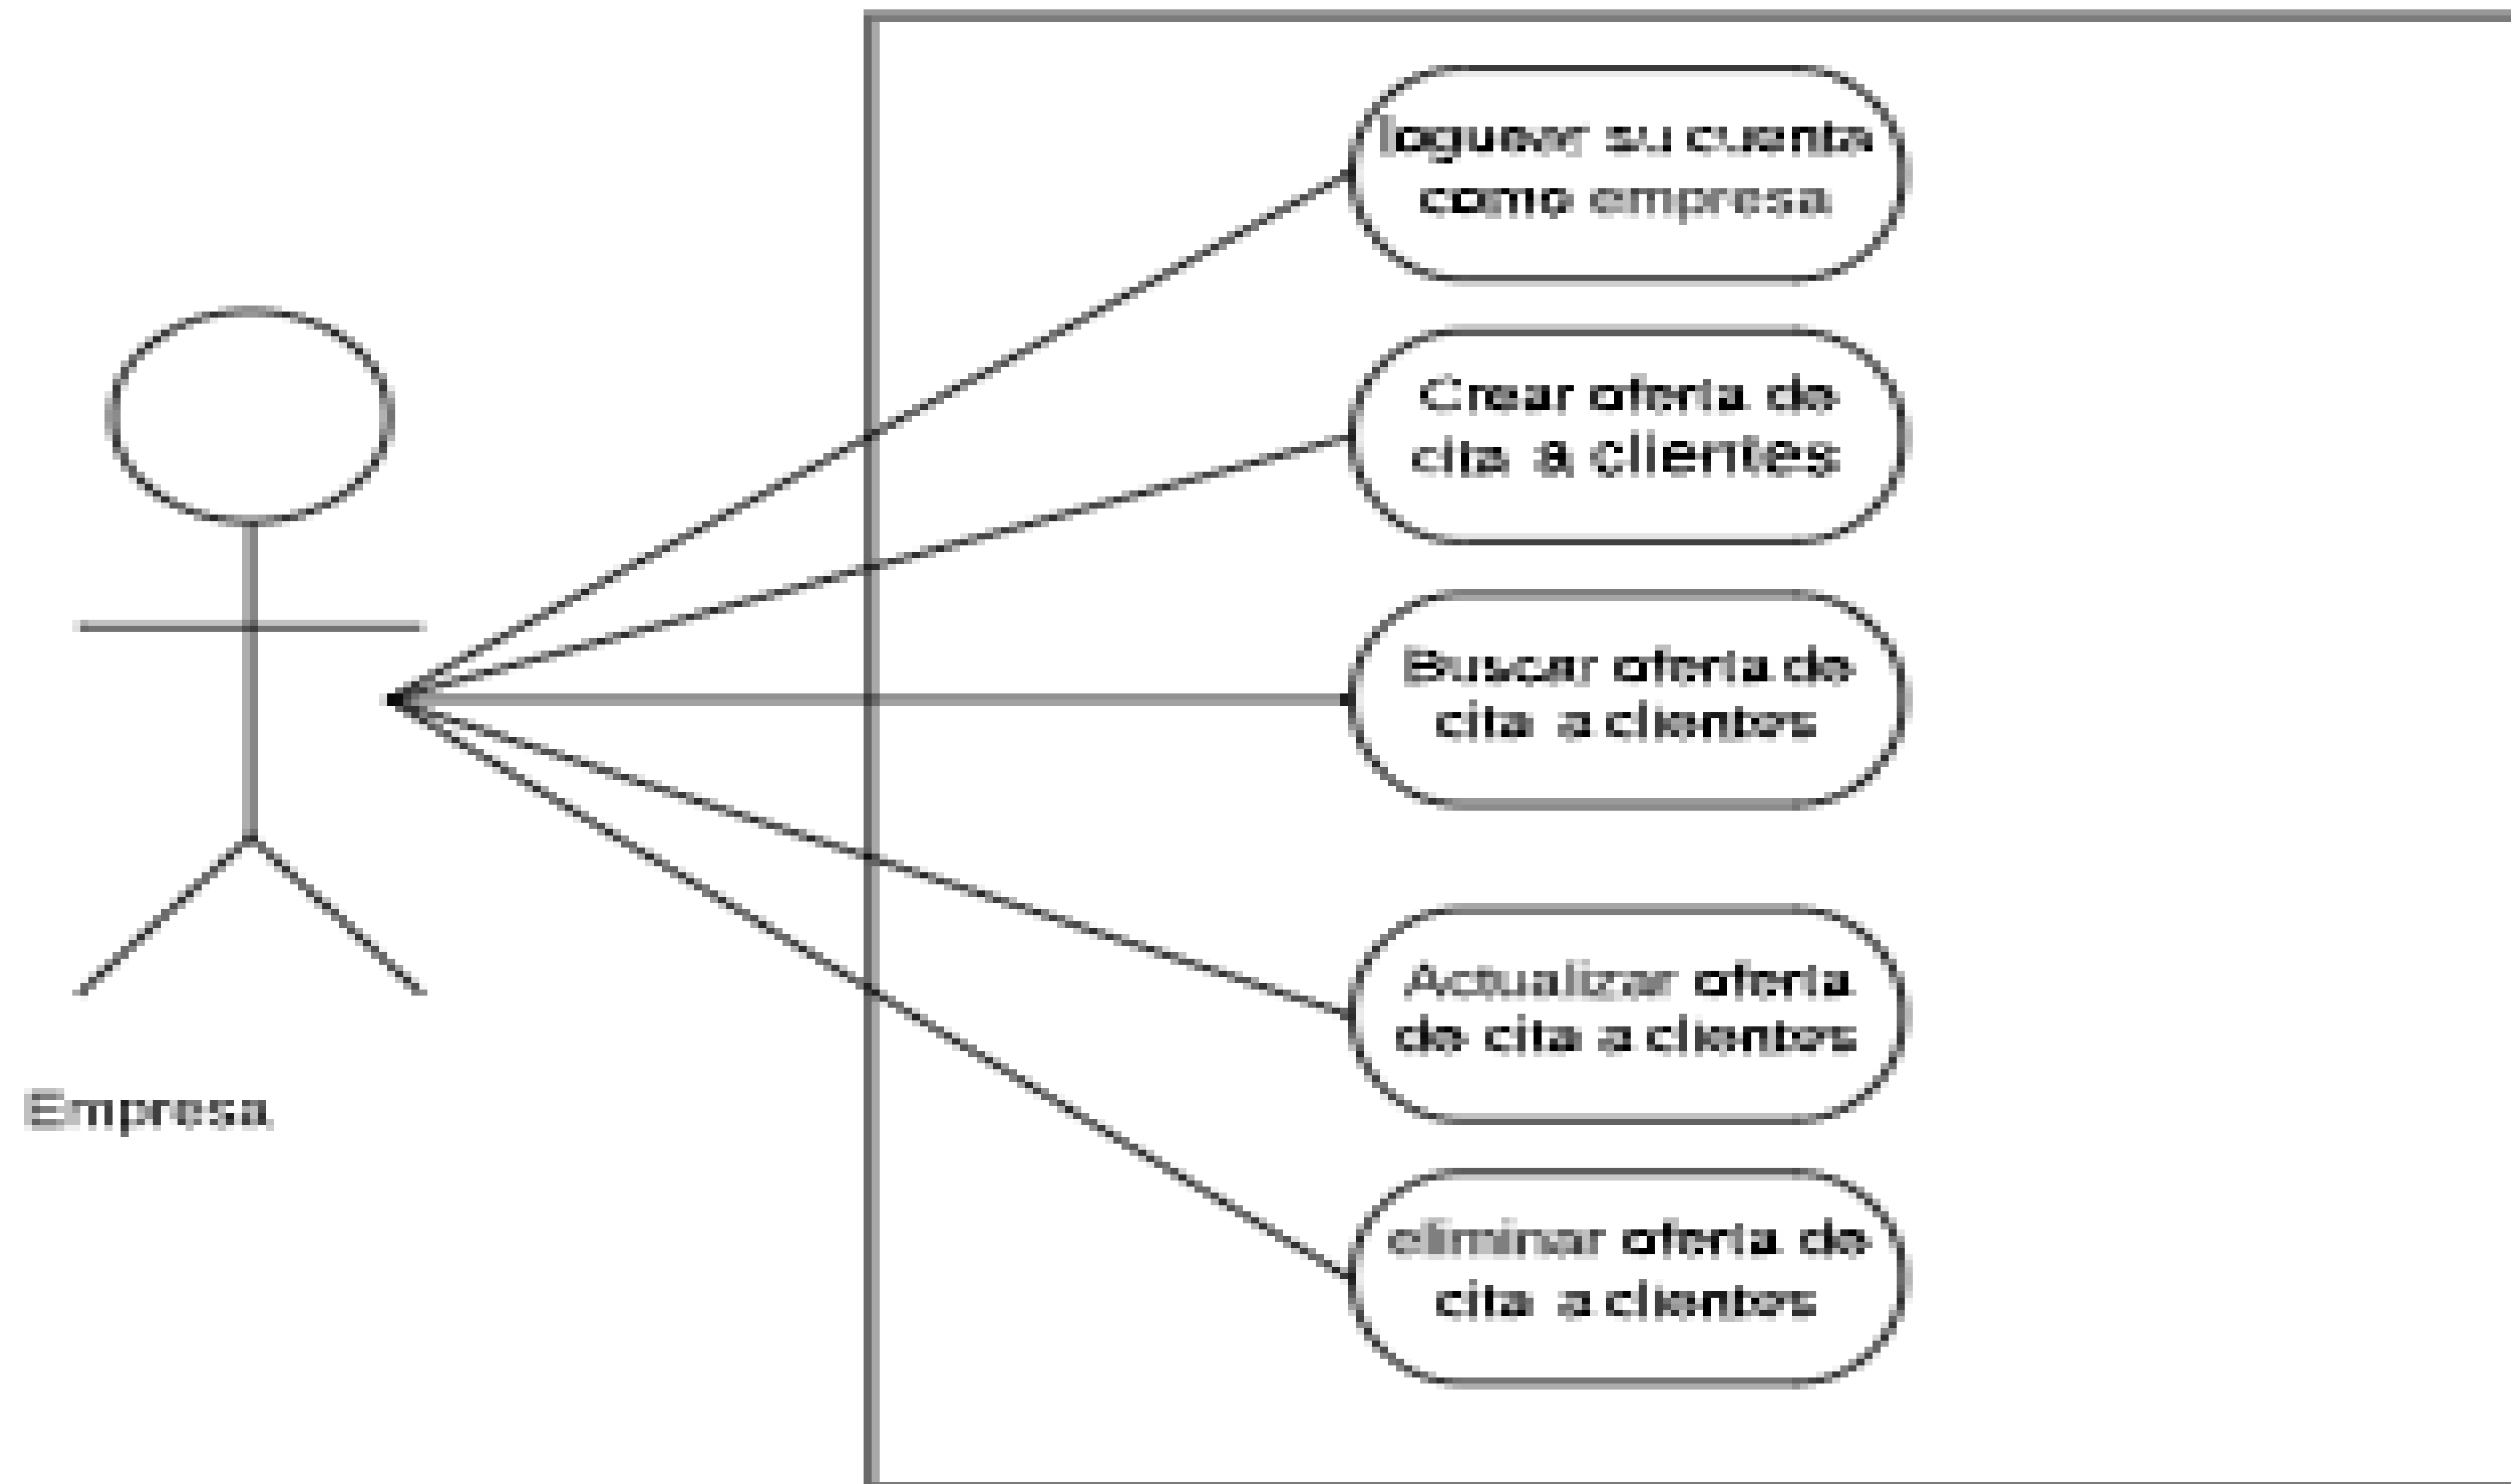 loguear su cuenta
como empresa
Crear oferta de
cita a clientes
Buscar oferta de
cita a clientes
Actualizar oferta
de cita a clientes
Empresa
eliminar oferta de
cita a clientes